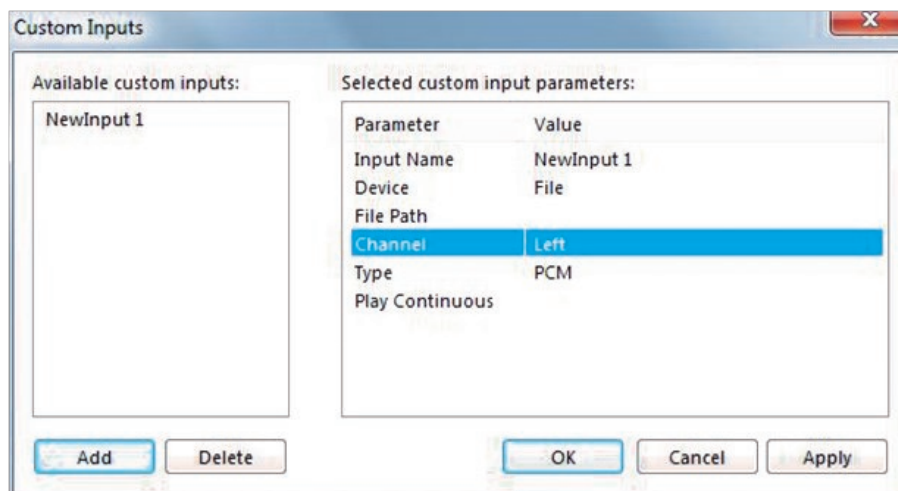 Custom Inputs
Available custom inputs:
NewInput 1
Selected custom input parameters:
Parameter Value
Input Name NewInput 1
Device File
File Path
Channel Left
Type PCM
Play Continuous
Add Delete OK Cancel Apply